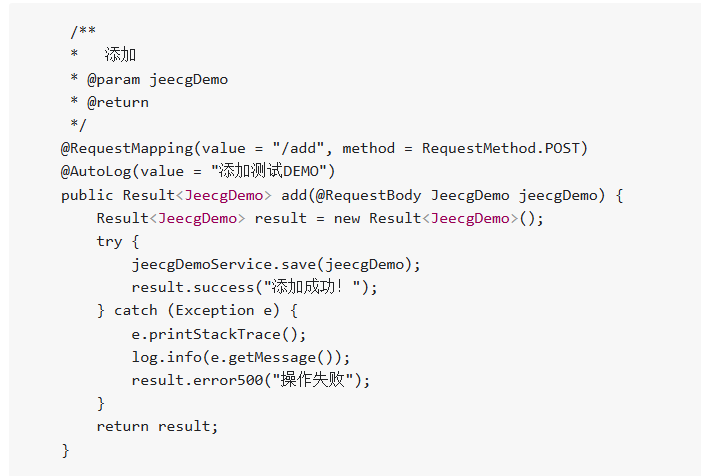 /**
*   添加
* @param jeecgDemo
* @return
*/
@RequestMapping(value = "/add", method = RequestMethod.POST)
@AutoLog(value = "添加测试DEMO")
public Result<JeecgDemo> add(@RequestBody JeecgDemo jeecgDemo) {
    Result<JeecgDemo> result = new Result<JeecgDemo>();
    try {
        jeecgDemoService.save(jeecgDemo);
        result.success("添加成功！");
    } catch (Exception e) {
        e.printStackTrace();
        log.info(e.getMessage());
        result.error500("操作失败");
    }
    return result;
}